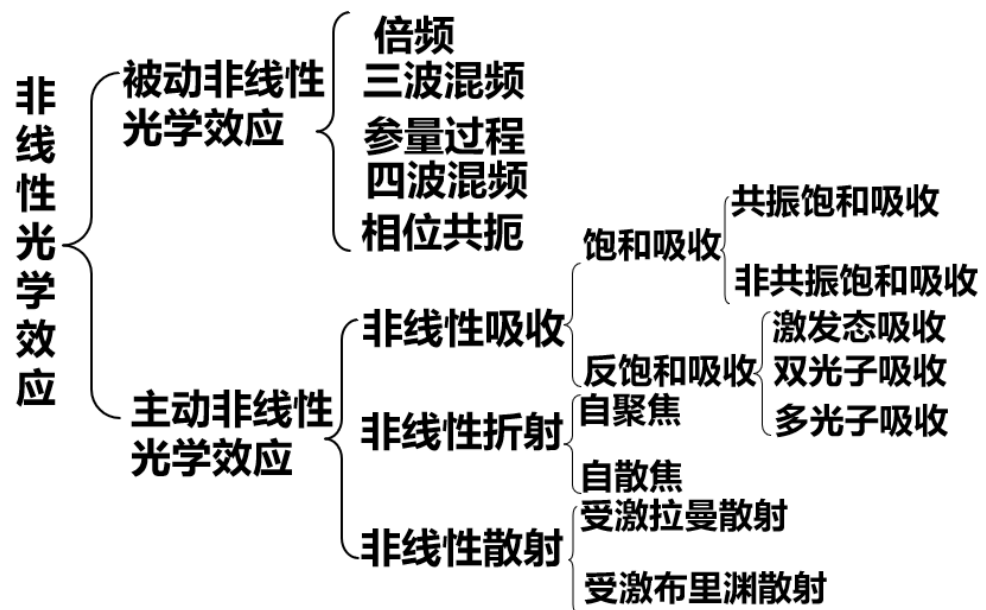 非线性光学效应
被动非线性
光学效应
倍频
三波混频
参量过程
四波混频
相位共扼
主动非线性
光学效应
非线性吸收
饱和吸收
共振饱和吸收
非共振饱和吸收
反饱和吸收
激发态吸收
双光子吸收
多光子吸收
非线性折射
自聚焦
自散焦
非线性散射
受激拉曼散射
受激布里渊散射